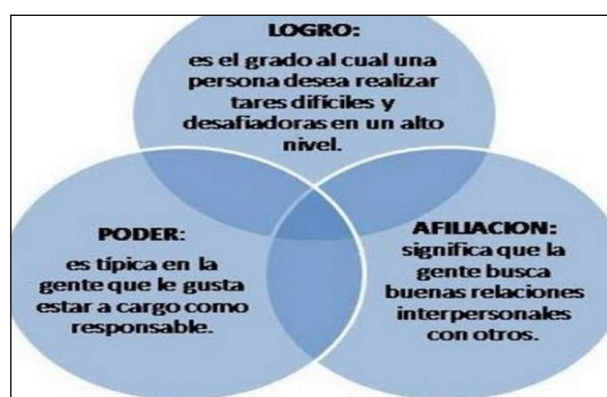 LOGRO:
es el grado al cual una
persona desea realizar
tares difíciles y
desafiadoras en un alto
nivel.
PODER:
es típica en la
gente que le gusta
estar a cargo como
responsable.
AFILIACION:
significa que la
gente busca
buenas relaciones
interpersonales
con otros.